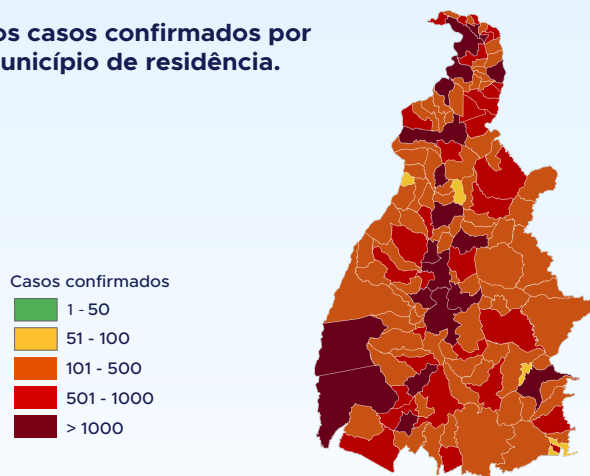 os casos confirmados por
unicípio de residência.
Casos confirmados
1 - 50
51 - 100
101 - 500
501 - 1000
> 1000